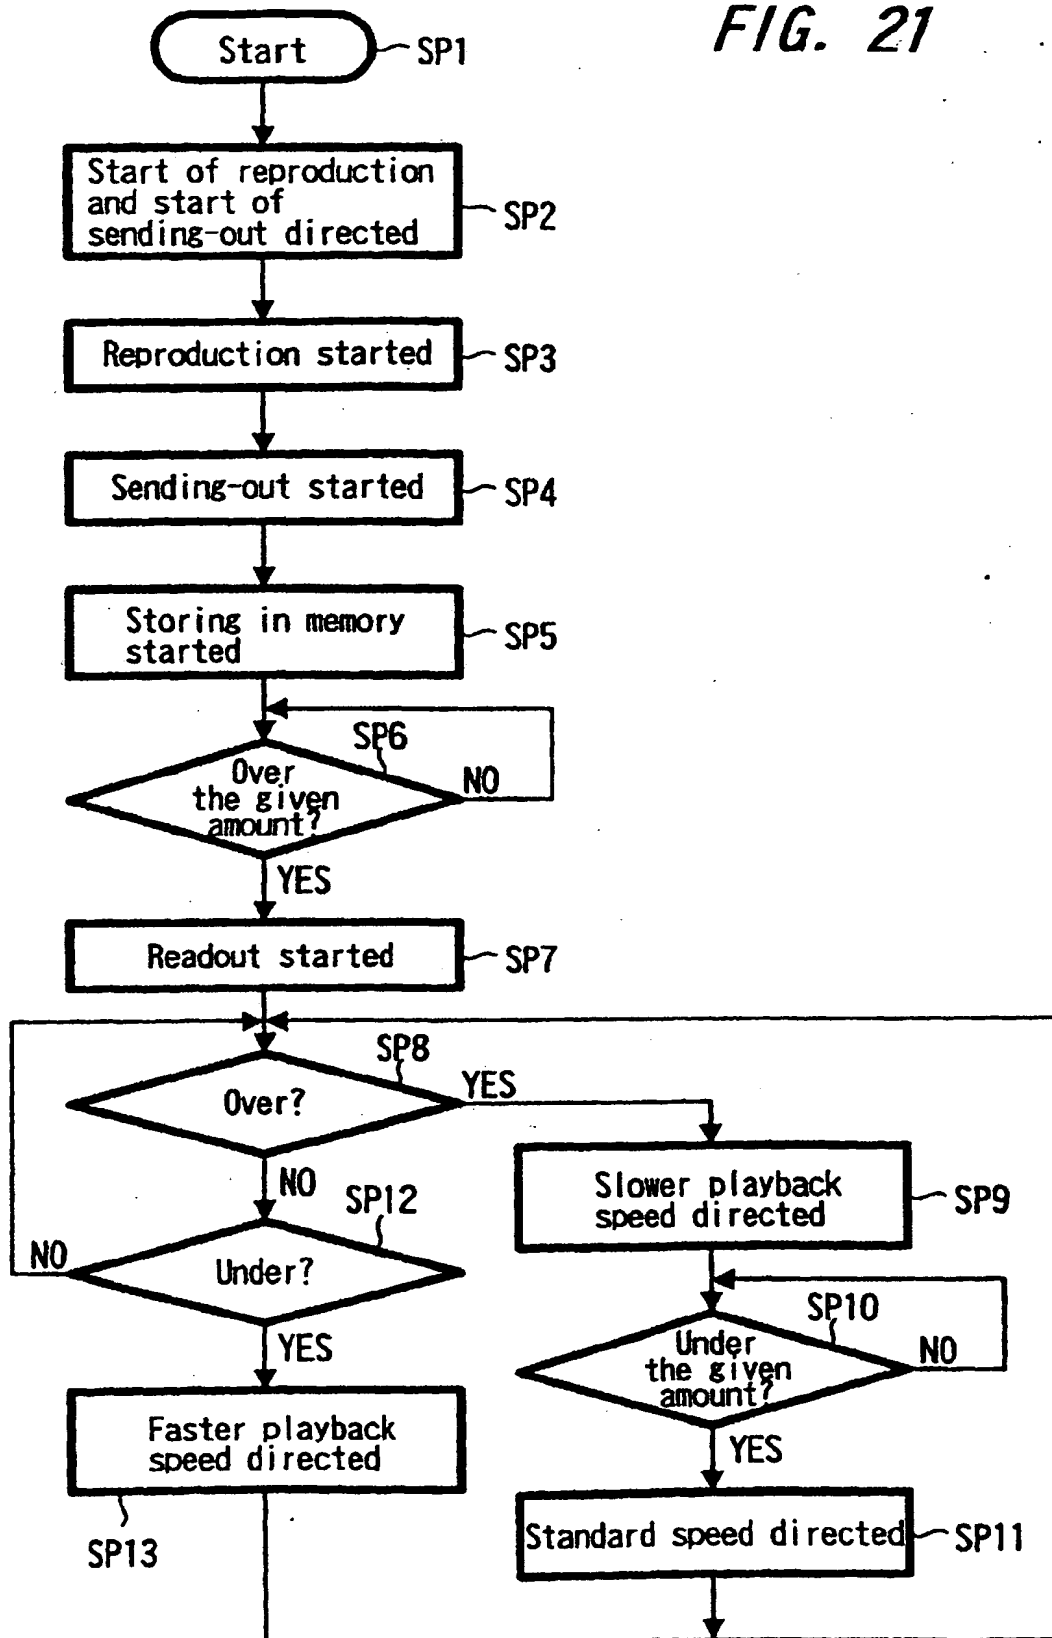 FIG. 21
Start
SP1
Start of reproduction
and start of
sending-out directed
SP2
Reproduction started
SP3
Sending-out started
SP4
Storing in memory
started
SP5
SP6
Over
the given
amount?
NO
YES
Readout started
SP7
SP8
Over?
YES
NO
Slower playback
speed directed
SP9
SP12
Under?
NO
YES
SP10
Under
the given
amount?
NO
YES
Faster playback
speed directed
SP13
Standard speed directed
SP11